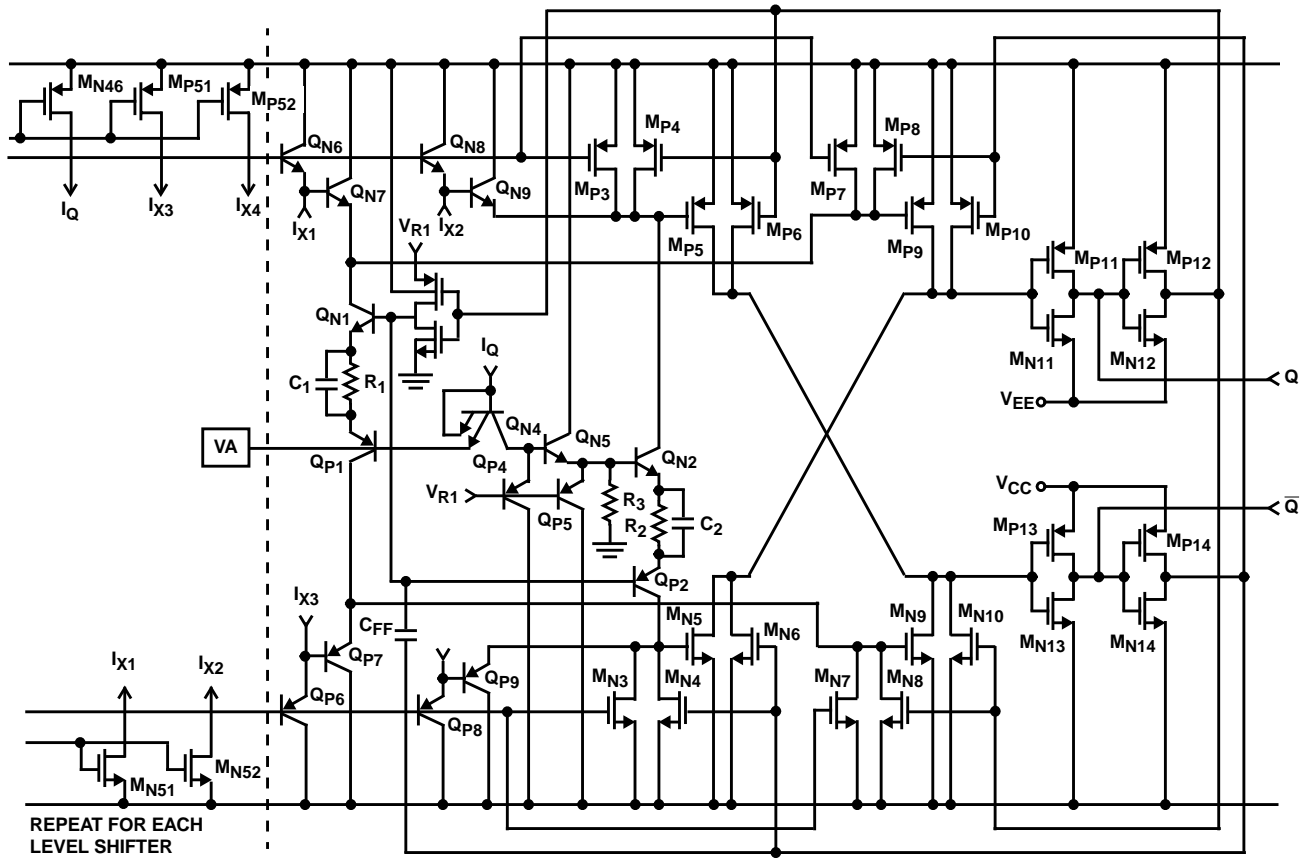 MN46
MP51
MP52
IQ
IX3
IX4
QN6
QN7
IX1
QN8
QN9
IX2
VR1
MP4
MP3
MP5
MP6
MP8
MP7
MP9
MP10
MP11
MP12
MN11
MN12
VEE
Q
QN1
C1
R1
QP1
VA
IQ
QN4
QN5
QN2
QP4
VR1
QP5
R3
R2
C2
QP2
VCC
Q̅
MP13
MP14
MN13
MN14
IX3
CFF
QP7
QP6
QP9
QP8
MN5
MN6
MN3
MN4
MN9
MN10
MN7
MN8
IX1
IX2
MN51
MN52
REPEAT FOR EACH
LEVEL SHIFTER